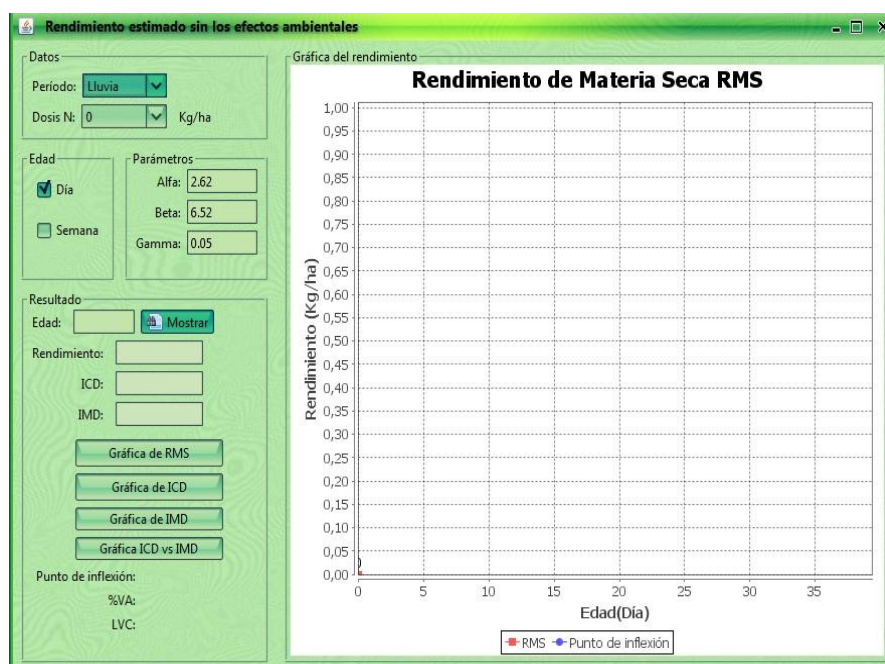 Rendimiento estimado sin los efectos ambientales
Datos
Período: Lluvia
Dosis N: 0 Kg/ha
Edad
Día
Semana
Parámetros
Alfa: 2.62
Beta: 6.52
Gamma: 0.05
Resultado
Edad: Mostrar
Rendimiento:
ICD:
IMD:
Gráfica de RMS
Gráfica de ICD
Gráfica de IMD
Gráfica ICD vs IMD
Punto de inflexión:
%VA:
LVC:
Gráfica del rendimiento
Rendimiento de Materia Seca RMS
Rendimiento (Kg/ha)
1,00
0,95
0,90
0,85
0,80
0,75
0,70
0,65
0,60
0,55
0,50
0,45
0,40
0,35
0,30
0,25
0,20
0,15
0,10
0,05
0,00
0 5 10 15 20 25 30 35
Edad(Día)
RMS Punto de inflexión